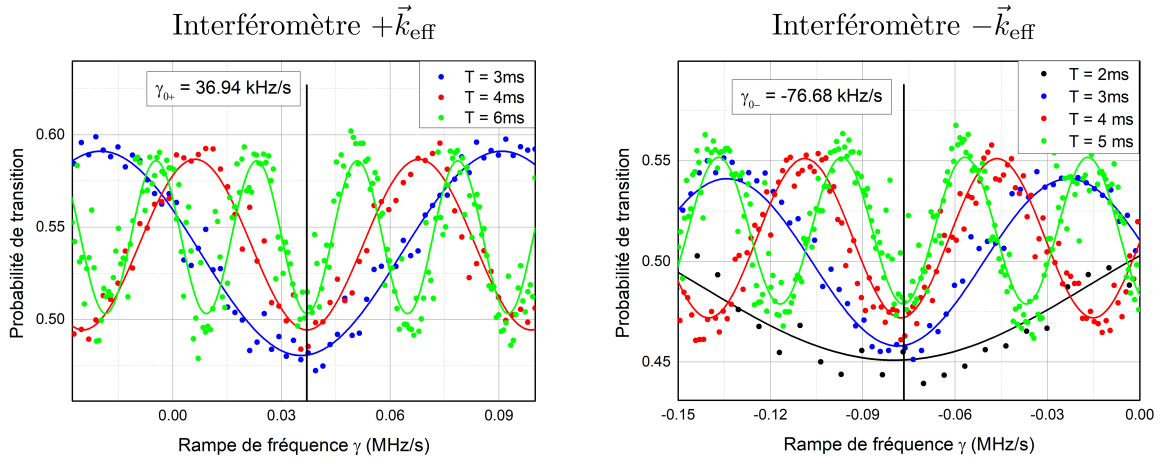 Interféromètre +k⃗eff
γ0+ = 36.94 kHz/s
T = 3ms
T = 4ms
T = 6ms
Probabilité de transition
0.60
0.55
0.50
0.00
0.03
0.06
0.09
Rampe de fréquence γ (MHz/s)
Interféromètre −k⃗eff
γ0− = -76.68 kHz/s
T = 2ms
T = 3ms
T = 4 ms
T = 5 ms
Probabilité de transition
0.55
0.50
0.45
-0.15
-0.12
-0.09
-0.06
-0.03
0.00
Rampe de fréquence γ (MHz/s)